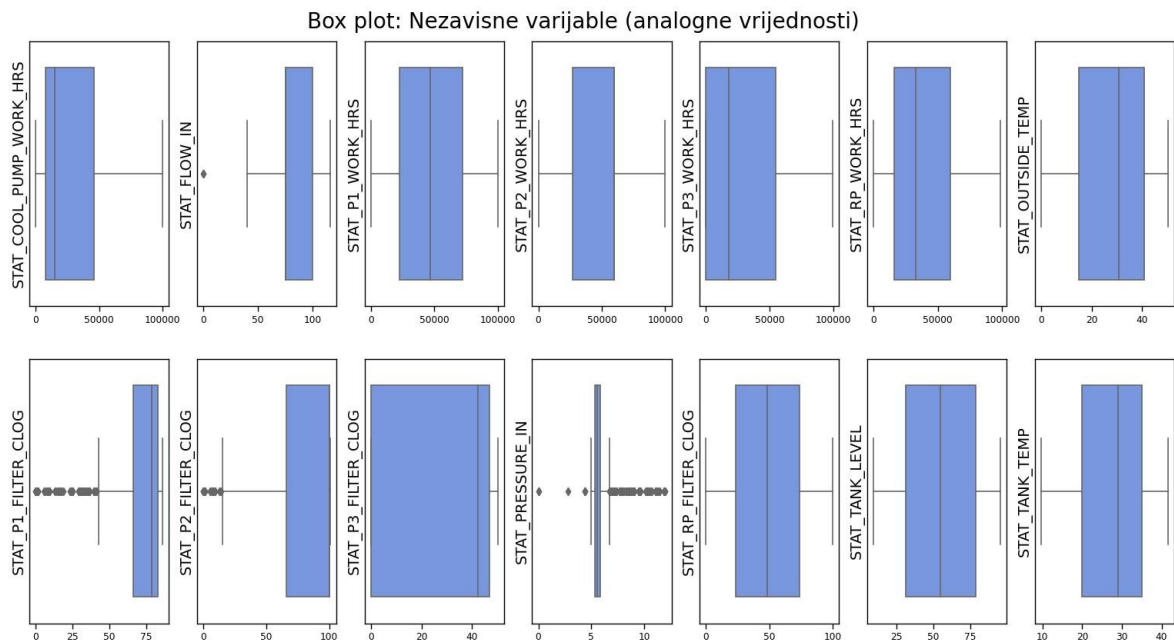 Box plot: Nezavisne varijable (analogne vrijednosti)
STAT_COOL_PUMP_WORK_HRS
0 50000 100000
STAT_FLOW_IN
0 50 100
STAT_P1_WORK_HRS
0 50000 100000
STAT_P2_WORK_HRS
0 50000 100000
STAT_P3_WORK_HRS
0 50000 100000
STAT_RP_WORK_HRS
0 50000 100000
STAT_OUTSIDE_TEMP
0 20 40
STAT_P1_FILTER_CLOG
0 25 50 75
STAT_P2_FILTER_CLOG
0 50 100
STAT_P3_FILTER_CLOG
0 20 40
STAT_PRESSURE_IN
0 5 10
STAT_RP_FILTER_CLOG
0 50 100
STAT_TANK_LEVEL
25 50 75
STAT_TANK_TEMP
10 20 30 40